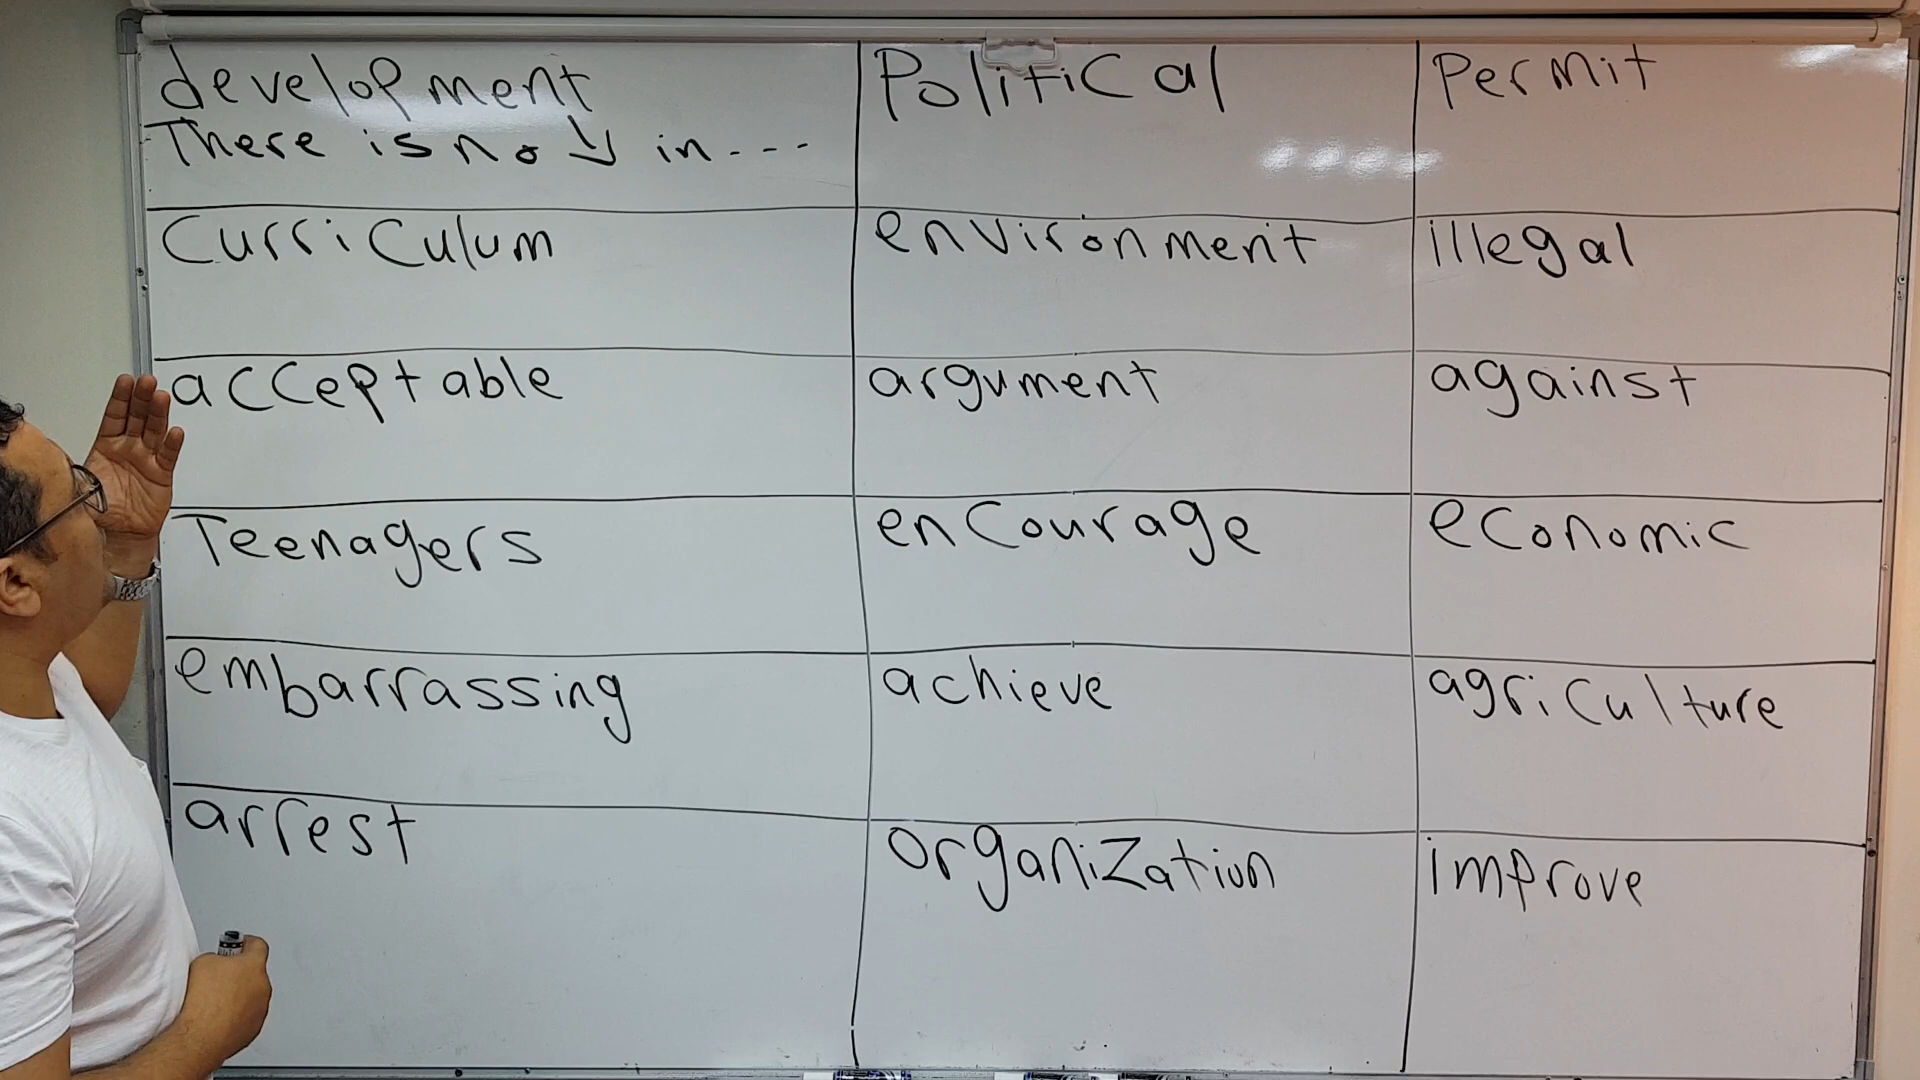 development
There is no ↓ in ---
Political
Permit
Curriculum
environment
illegal
acceptable
argument
against
Teenagers
enCourage
eConomic
embarrassing
achieve
agriCulture
arrest
organiZation
improve